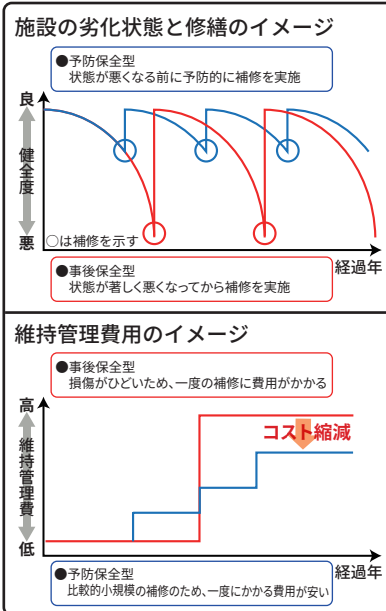 施設の劣化状態と修繕のイメージ
●予防保全型
状態が悪くなる前に予防的に補修を実施
良
健全度
悪
○は補修を示す
経過年
●事後保全型
状態が著しく悪くなってから補修を実施
維持管理費用のイメージ
●事後保全型
損傷がひどいため、一度の補修に費用がかかる
高
維持管理費
低
コスト縮減
経過年
●予防保全型
比較的小規模の補修のため、一度にかかる費用が安い